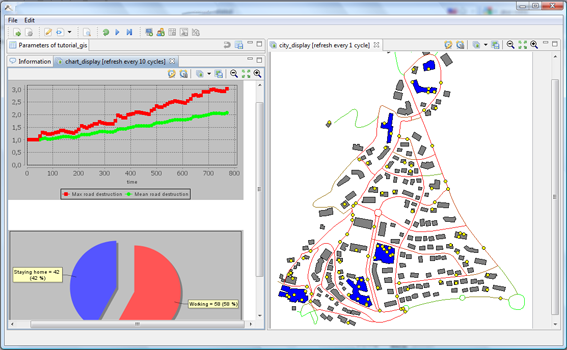 File Edit
Parameters of tutorial_gis
Information
chart_display [refresh every 10 cycles]
3,0
2,5
2,0
1,5
1,0
0,5
0,0
0 100 200 300 400 500 600 700 800
time
Max road destruction Mean road destruction
Staying home = 42
(42 %)
Working = 58 (58 %)
city_display [refresh every 1 cycle]